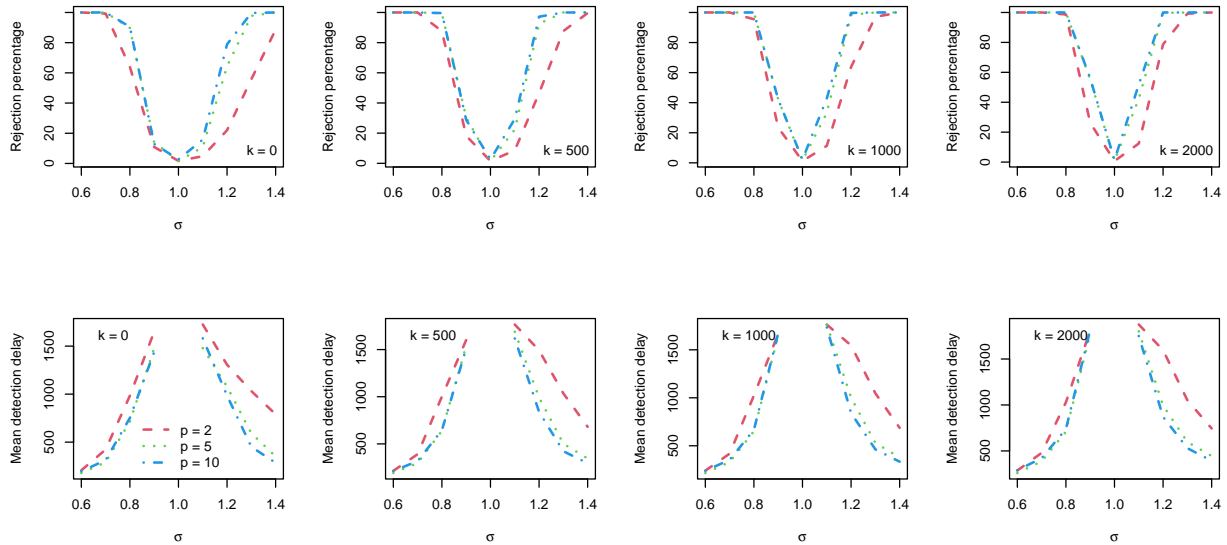 Rejection percentage
0 20 40 60 80
k = 0
0.6 0.8 1.0 1.2 1.4
σ
Rejection percentage
0 20 40 60 80
k = 500
0.6 0.8 1.0 1.2 1.4
σ
Rejection percentage
0 20 40 60 80
k = 1000
0.6 0.8 1.0 1.2 1.4
σ
Rejection percentage
0 20 40 60 80
k = 2000
0.6 0.8 1.0 1.2 1.4
σ
Mean detection delay
500 1000 1500
k = 0
p = 2
p = 5
p = 10
0.6 0.8 1.0 1.2 1.4
σ
Mean detection delay
500 1000 1500
k = 500
0.6 0.8 1.0 1.2 1.4
σ
Mean detection delay
500 1000 1500
k = 1000
0.6 0.8 1.0 1.2 1.4
σ
Mean detection delay
500 1000 1500
k = 2000
0.6 0.8 1.0 1.2 1.4
σ